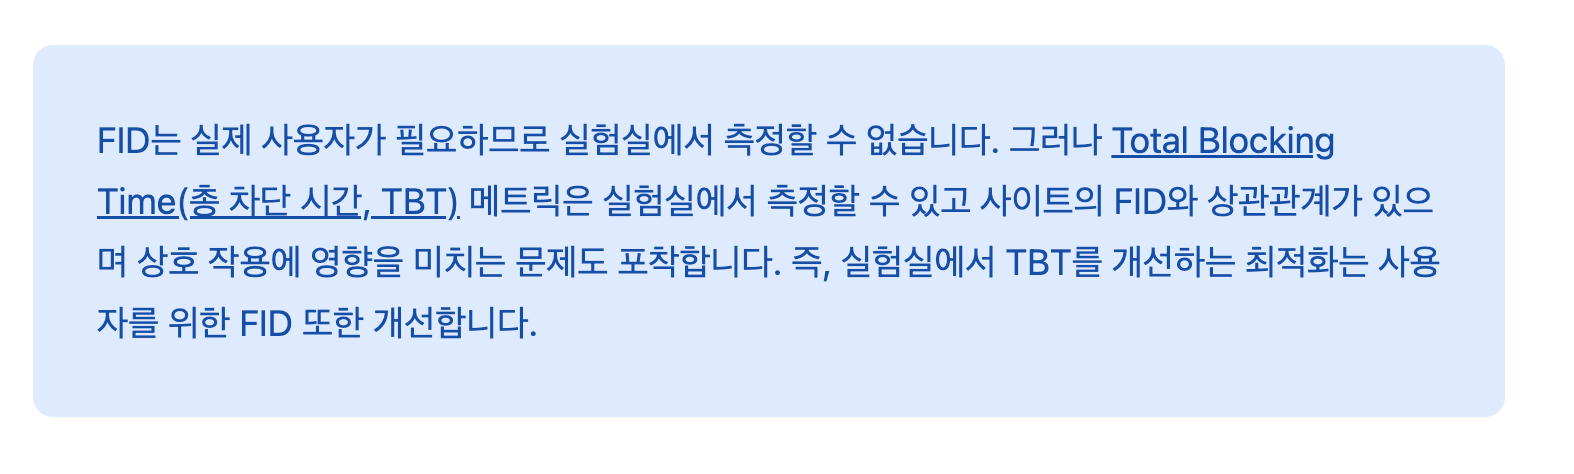 FID는 실제 사용자가 필요하므로 실험실에서 측정할 수 없습니다. 그러나 Total Blocking
Time(총 차단 시간, TBT) 메트릭은 실험실에서 측정할 수 있고 사이트의 FID와 상관관계가 있으
며 상호 작용에 영향을 미치는 문제도 포착합니다. 즉, 실험실에서 TBT를 개선하는 최적화는 사용
자를 위한 FID 또한 개선합니다.